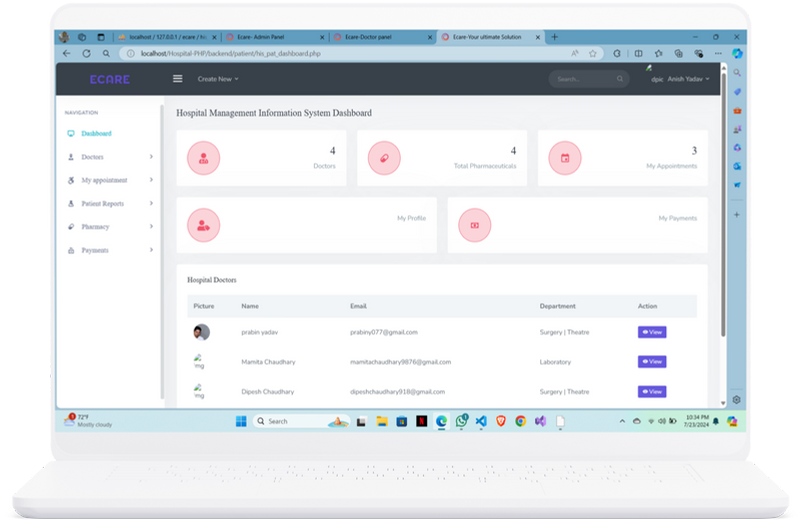 localhost / 127.0.0.1 / ecare / ho
Ecare- Admin Panel
Ecare-Doctor panel
Ecare-Your ultimate Solution
localhost/Hospital-PHP/backend/patient/his_pat_dashboard.php
ECARE
Create New
Search...
dpic Anish Yadav
NAVIGATION
Dashboard
Doctors
My appointment
Patient Reports
Pharmacy
Payments
Hospital Management Information System Dashboard
4
Doctors
4
Total Pharmaceuticals
3
My Appointments
My Profile
My Payments
Hospital Doctors
Picture Name Email Department Action
prabin yadav prabiny077@gmail.com Surgery | Theatre View
img Mamita Chaudhary mamitachaudhary9876@gmail.com Laboratory View
img Dipesh Chaudhary dipeshchaudhary918@gmail.com Surgery | Theatre View
1
72°F
Mostly cloudy
Search
10:34 PM
7/23/2024